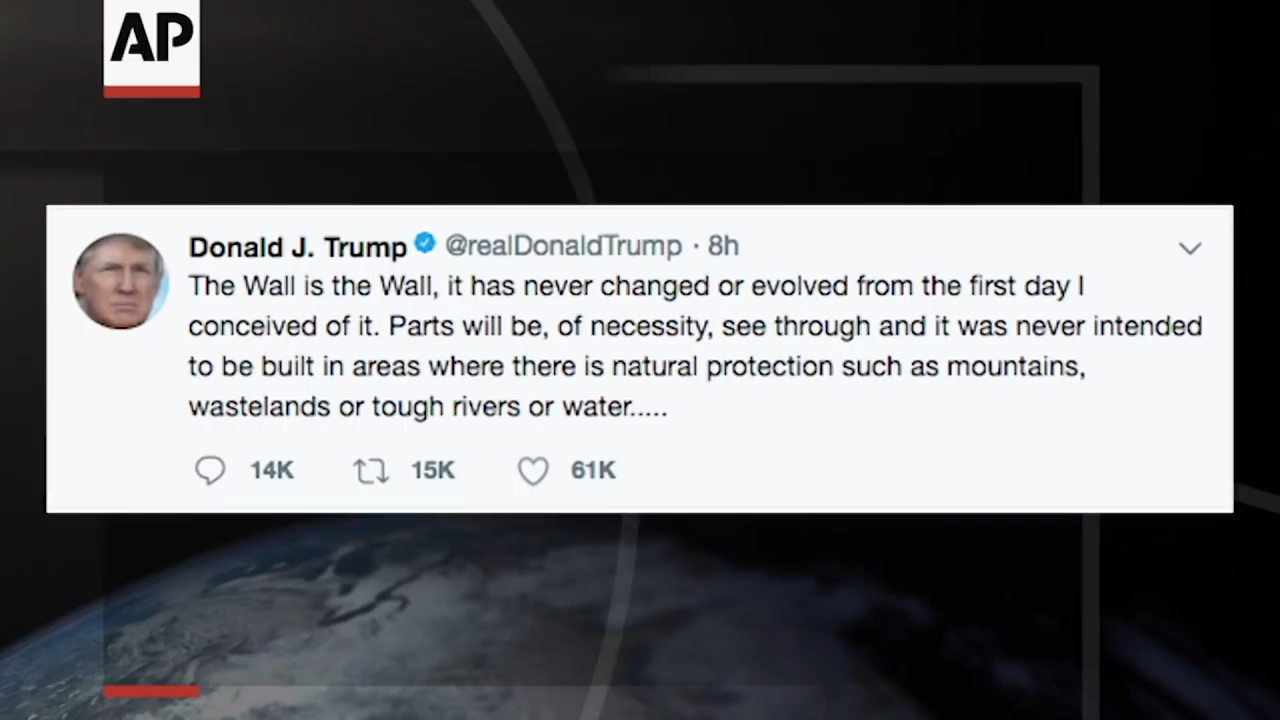 AP
Donald J. Trump @realDonaldTrump · 8h
The Wall is the Wall, it has never changed or evolved from the first day I
conceived of it. Parts will be, of necessity, see through and it was never intended
to be built in areas where there is natural protection such as mountains,
wastelands or tough rivers or water.....
14K 15K 61K